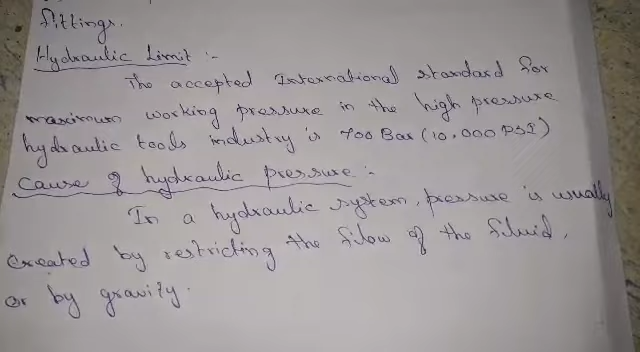 fittings.
Hydraulic Limit :-
The accepted International standard for
maximum working pressure in the high pressure
hydraulic tools industry is 700 Bar (10.000 PSI)
Cause of hydraulic pressure :-
In a hydraulic system, pressure is usually
created by restricting the flow of the fluid,
or by gravity.